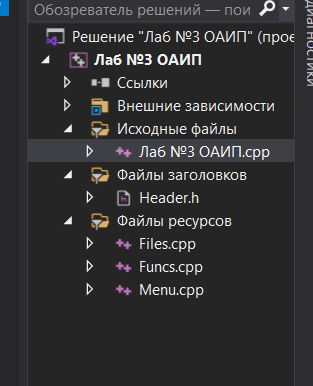 Обозреватель решений — пои
Решение "Лаб №3 ОАИП" (прое
Лаб №3 ОАИП
Ссылки
Внешние зависимости
Исходные файлы
Лаб №3 ОАИП.cpp
Файлы заголовков
Header.h
Файлы ресурсов
Files.cpp
Funcs.cpp
Menu.cpp
диагностики